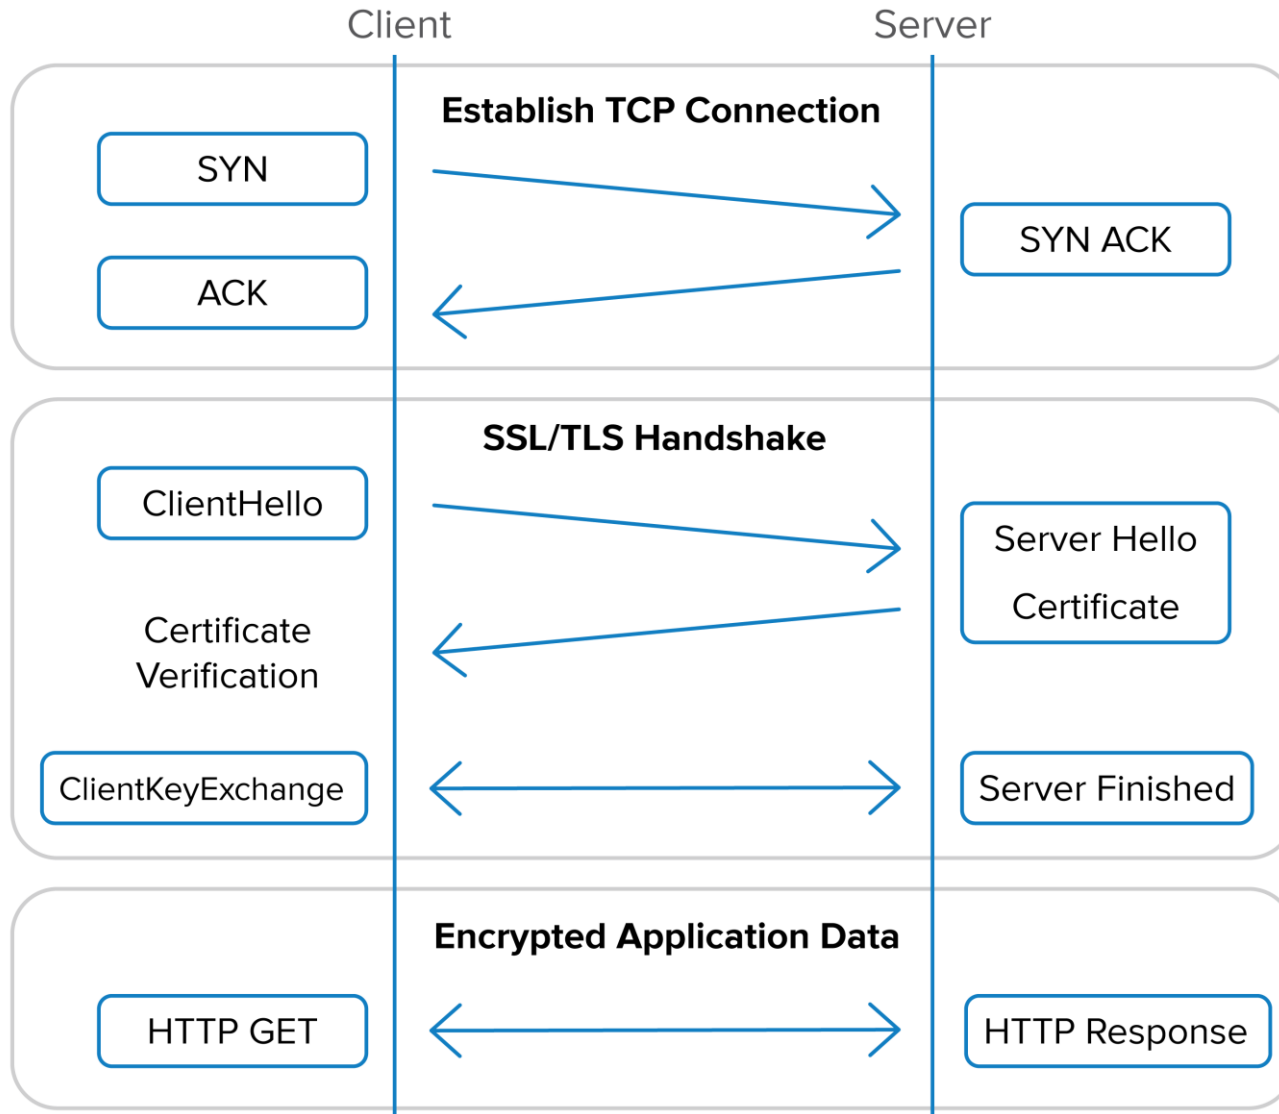 Client
Server
Establish TCP Connection
SYN
SYN ACK
ACK
SSL/TLS Handshake
ClientHello
Server Hello
Certificate
Certificate
Verification
ClientKeyExchange
Server Finished
Encrypted Application Data
HTTP GET
HTTP Response